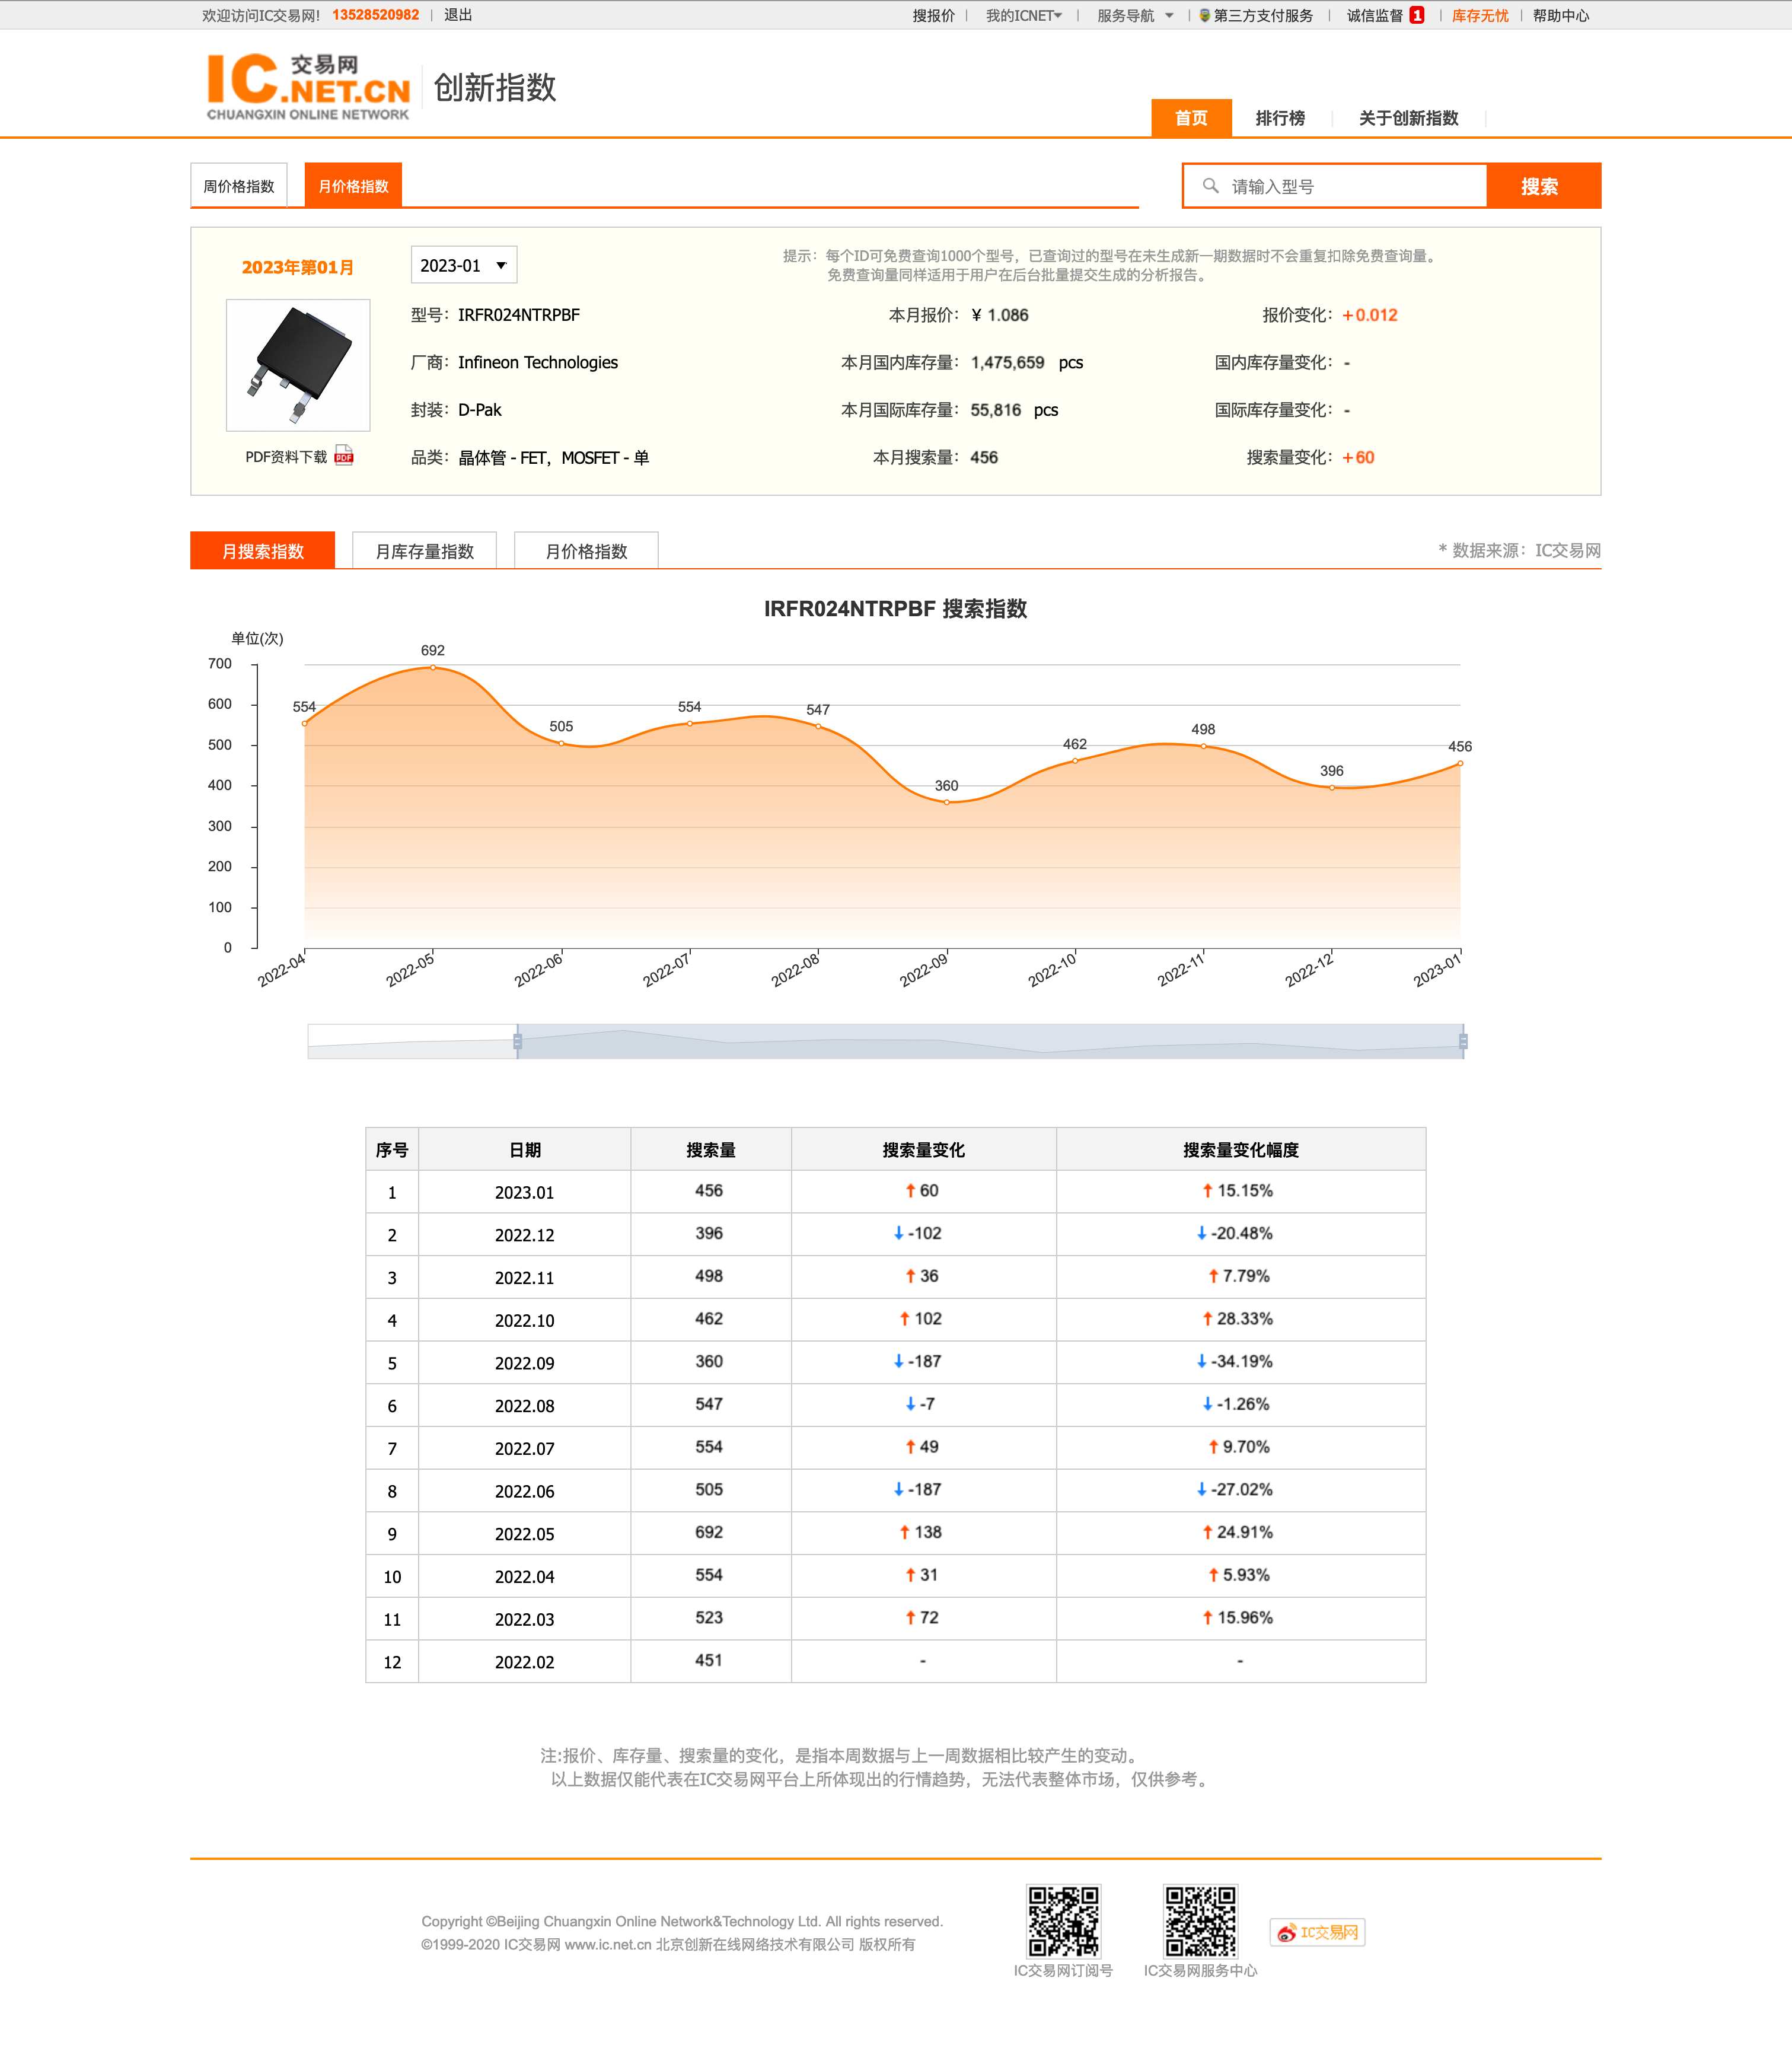 欢迎访问IC交易网! 13528520982 | 退出
搜报价 | 我的ICNET | 服务导航 | 第三方支付服务 | 诚信监督 1 | 库存无忧 | 帮助中心
IC交易网.NET.CN
CHUANGXIN ONLINE NETWORK
创新指数
首页 排行榜 关于创新指数
周价格指数 月价格指数
请输入型号 搜索
2023年第01月 2023-01
提示：每个ID可免费查询1000个型号，已查询过的型号在未生成新一期数据时不会重复扣除免费查询量。
免费查询量同样适用于用户在后台批量提交生成的分析报告。
型号：IRFR024NTRPBF 本月报价：¥ 1.086 报价变化：+0.012
厂商：Infineon Technologies 本月国内库存量：1,475,659 pcs 国内库存量变化：-
封装：D-Pak 本月国际库存量：55,816 pcs 国际库存量变化：-
PDF资料下载 PDF
品类：晶体管 - FET，MOSFET - 单 本月搜索量：456 搜索量变化：+60
月搜索指数 月库存量指数 月价格指数 * 数据来源：IC交易网
IRFR024NTRPBF 搜索指数
单位(次)
700
600
500
400
300
200
100
0
554 692 505 554 547 360 462 498 396 456
2022-04 2022-05 2022-06 2022-07 2022-08 2022-09 2022-10 2022-11 2022-12 2023-01
序号 日期 搜索量 搜索量变化 搜索量变化幅度
1 2023.01 456 ↑ 60 ↑ 15.15%
2 2022.12 396 ↓ -102 ↓ -20.48%
3 2022.11 498 ↑ 36 ↑ 7.79%
4 2022.10 462 ↑ 102 ↑ 28.33%
5 2022.09 360 ↓ -187 ↓ -34.19%
6 2022.08 547 ↓ -7 ↓ -1.26%
7 2022.07 554 ↑ 49 ↑ 9.70%
8 2022.06 505 ↓ -187 ↓ -27.02%
9 2022.05 692 ↑ 138 ↑ 24.91%
10 2022.04 554 ↑ 31 ↑ 5.93%
11 2022.03 523 ↑ 72 ↑ 15.96%
12 2022.02 451 - -
注:报价、库存量、搜索量的变化，是指本周数据与上一周数据相比较产生的变动。
以上数据仅能代表在IC交易网平台上所体现出的行情趋势，无法代表整体市场，仅供参考。
Copyright ©Beijing Chuangxin Online Network&Technology Ltd. All rights reserved.
©1999-2020 IC交易网 www.ic.net.cn 北京创新在线网络技术有限公司 版权所有
IC交易网订阅号 IC交易网服务中心
IC交易网